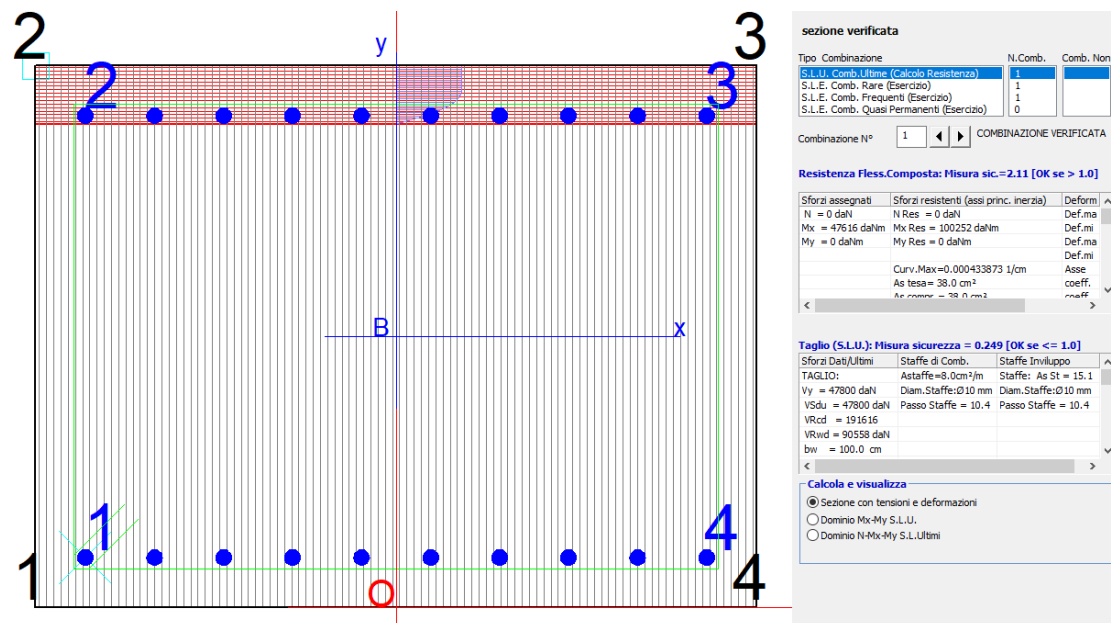 2
3
y
2
3
B
x
1
4
1
4
O
sezione verificata
Tipo Combinazione N.Comb. Comb. Non
S.L.U. Comb.Ultime (Calcolo Resistenza) 1
S.L.E. Comb. Rare (Esercizio) 1
S.L.E. Comb. Frequenti (Esercizio) 1
S.L.E. Comb. Quasi Permanenti (Esercizio) 0
Combinazione N° 1 COMBINAZIONE VERIFICATA
Resistenza Fless.Composta: Misura sic.=2.11 [OK se > 1.0]
Sforzi assegnati Sforzi resistenti (assi princ. inerzia) Deform
N = 0 daN N Res = 0 daN Def.ma
Mx = 47616 daNm Mx Res = 100252 daNm Def.mi
My = 0 daNm My Res = 0 daNm Def.ma
Def.mi
Curv.Max=0.000433873 1/cm Asse
As tesa= 38.0 cm² coeff.
As compr. = 38.0 cm² coeff.
Taglio (S.L.U.): Misura sicurezza = 0.249 [OK se <= 1.0]
Sforzi Dati/Ultimi Staffe di Comb. Staffe Inviluppo
TAGLIO: Astaffe=8.0cm²/m Staffe: As St = 15.1
Vy = 47800 daN Diam.Staffe:Ø10 mm Diam.Staffe:Ø10 mm
VSdu = 47800 daN Passo Staffe = 10.4 Passo Staffe = 10.4
VRcd = 191616
VRwd = 90558 daN
bw = 100.0 cm
Calcola e visualizza
Sezione con tensioni e deformazioni
Dominio Mx-My S.L.U.
Dominio N-Mx-My S.L.Ultimi